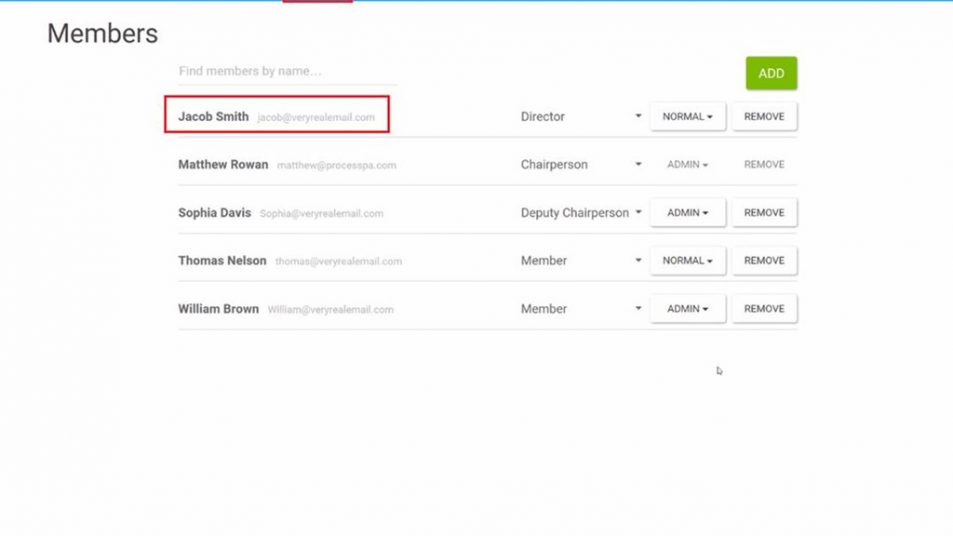 Members
Find members by name...
ADD
Jacob Smith jacob@veryrealemail.com Director NORMAL REMOVE
Matthew Rowan matthew@processpa.com Chairperson ADMIN REMOVE
Sophia Davis Sophia@veryrealemail.com Deputy Chairperson ADMIN REMOVE
Thomas Nelson thomas@veryrealemail.com Member NORMAL REMOVE
William Brown William@veryrealemail.com Member ADMIN REMOVE